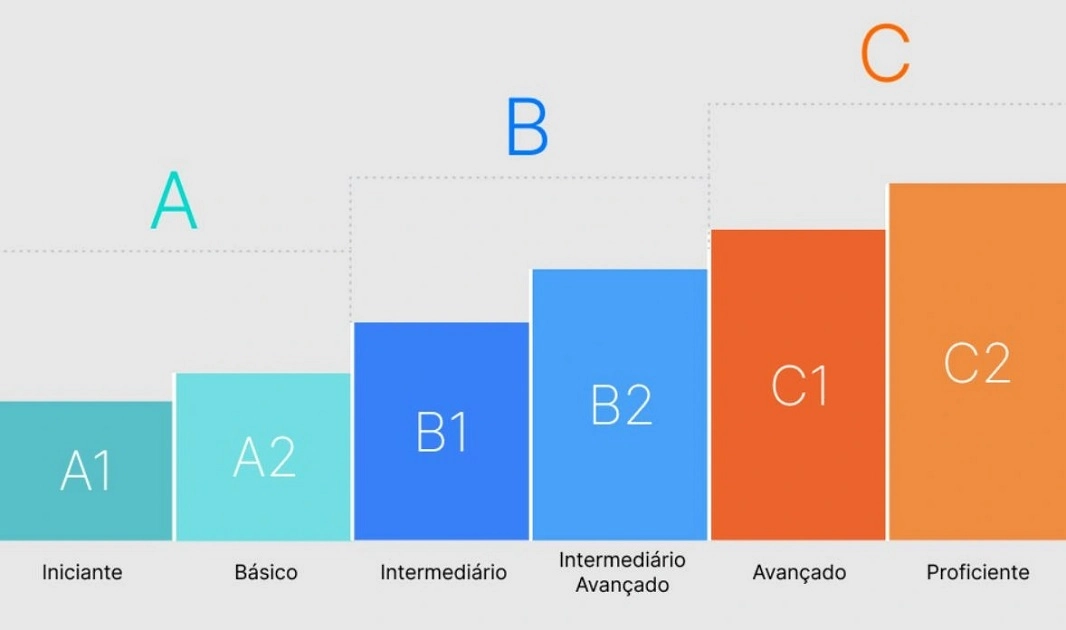 A
B
C
A1
A2
B1
B2
C1
C2
Iniciante
Básico
Intermediário
Intermediário
Avançado
Avançado
Proficiente